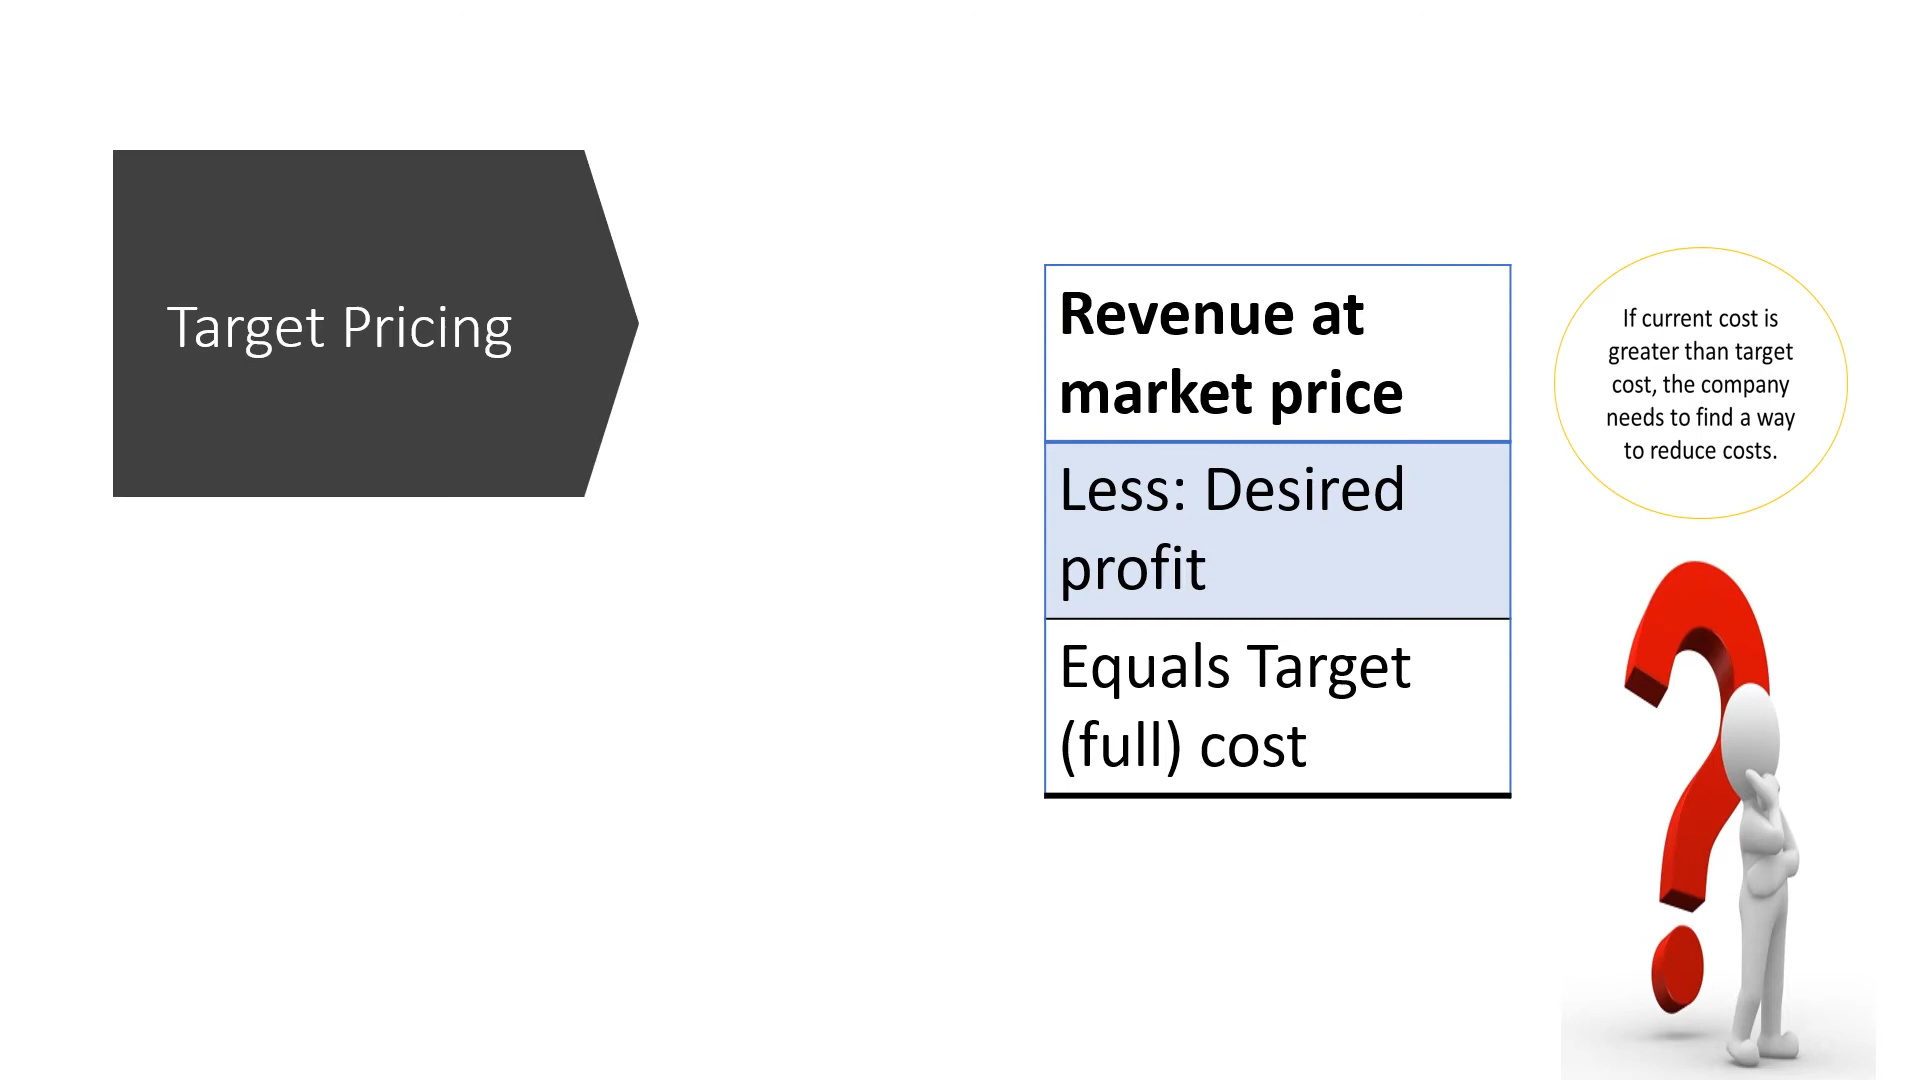 Target Pricing
Revenue at
market price
Less: Desired
profit
Equals Target
(full) cost
If current cost is
greater than target
cost, the company
needs to find a way
to reduce costs.